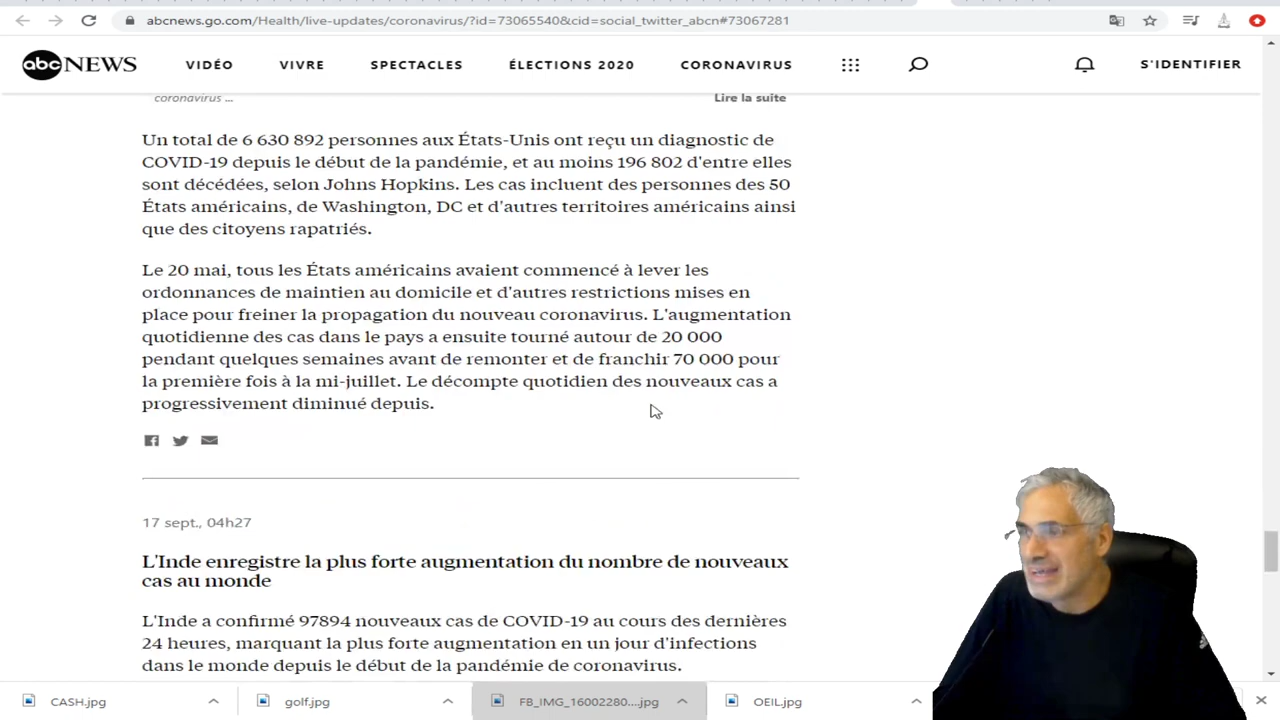 abcnews.go.com/Health/live-updates/coronavirus/?id=73065540&cid=social_twitter_abcn#73067281
abc NEWS VIDÉO VIVRE SPECTACLES ÉLECTIONS 2020 CORONAVIRUS S'IDENTIFIER
coronavirus ... Lire la suite
Un total de 6 630 892 personnes aux États-Unis ont reçu un diagnostic de
COVID-19 depuis le début de la pandémie, et au moins 196 802 d'entre elles
sont décédées, selon Johns Hopkins. Les cas incluent des personnes des 50
États américains, de Washington, DC et d'autres territoires américains ainsi
que des citoyens rapatriés.
Le 20 mai, tous les États américains avaient commencé à lever les
ordonnances de maintien au domicile et d'autres restrictions mises en
place pour freiner la propagation du nouveau coronavirus. L'augmentation
quotidienne des cas dans le pays a ensuite tourné autour de 20 000
pendant quelques semaines avant de remonter et de franchir 70 000 pour
la première fois à la mi-juillet. Le décompte quotidien des nouveaux cas a
progressivement diminué depuis.
17 sept., 04h27
L'Inde enregistre la plus forte augmentation du nombre de nouveaux
cas au monde
L'Inde a confirmé 97894 nouveaux cas de COVID-19 au cours des dernières
24 heures, marquant la plus forte augmentation en un jour d'infections
dans le monde depuis le début de la pandémie de coronavirus.
CASH.jpg golf.jpg FB_IMG_16002280....jpg OEIL.jpg